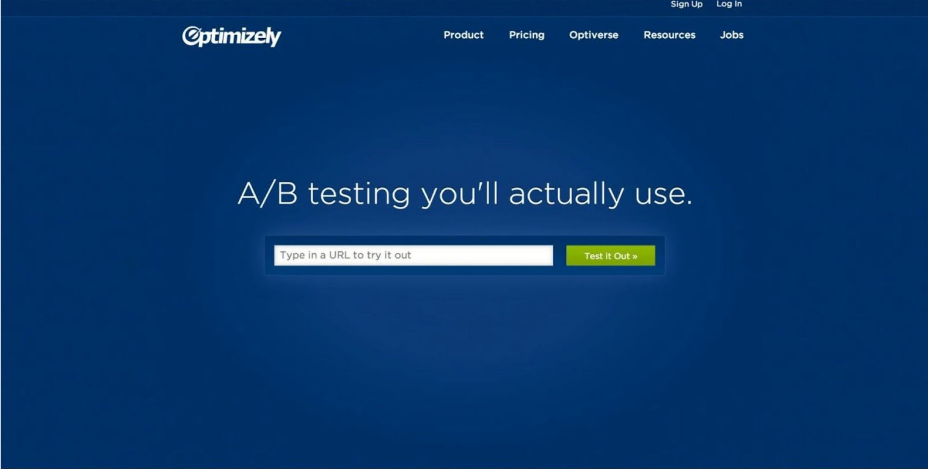 Sign Up Log In
Optimizely
Product Pricing Optiverse Resources Jobs
A/B testing you'll actually use.
Type in a URL to try it out
Test it Out »